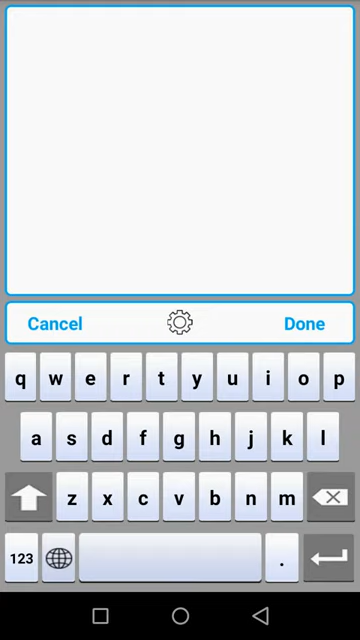 Cancel Done
q w e r t y u i o p
a s d f g h j k l
z x c v b n m
123 .